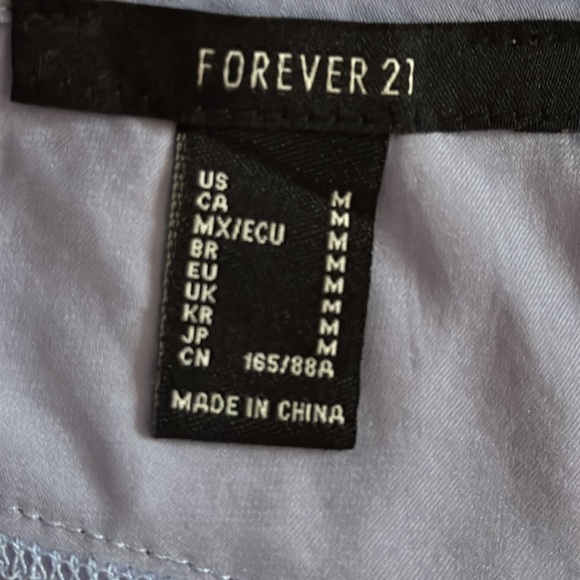 FOREVER 21
US M
CA M
MX/ECU M
BR M
EU M
UK M
KR M
JP M
CN 165/88A
MADE IN CHINA